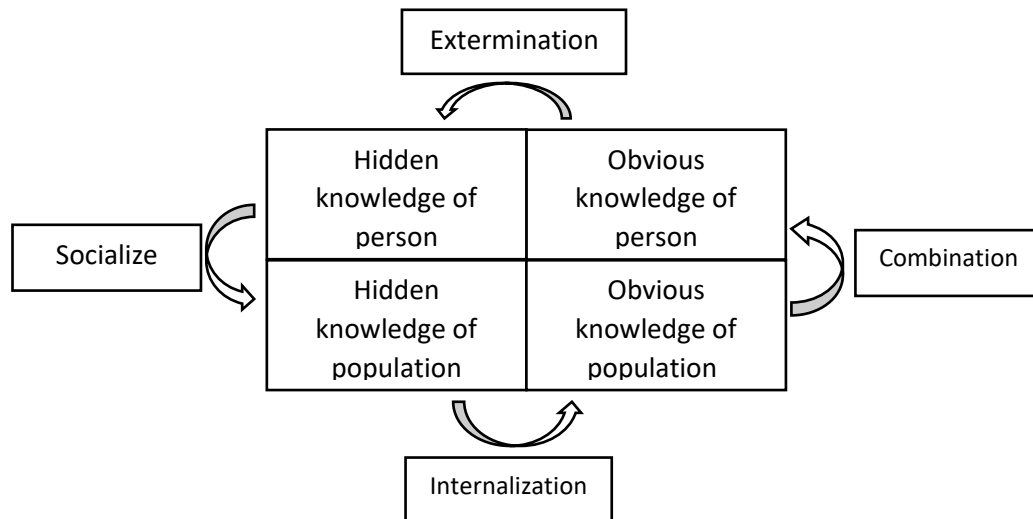 Extermination
Hidden
knowledge of
person
Obvious
knowledge of
person
Socialize
Combination
Hidden
knowledge of
population
Obvious
knowledge of
population
Internalization